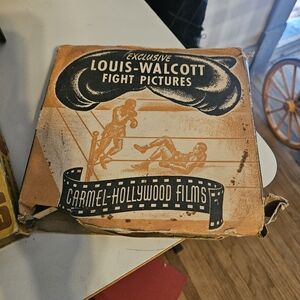 EXCLUSIVE
LOUIS-WALCOTT
FIGHT PICTURES
CARMEL-HOLLYWOOD FILMS